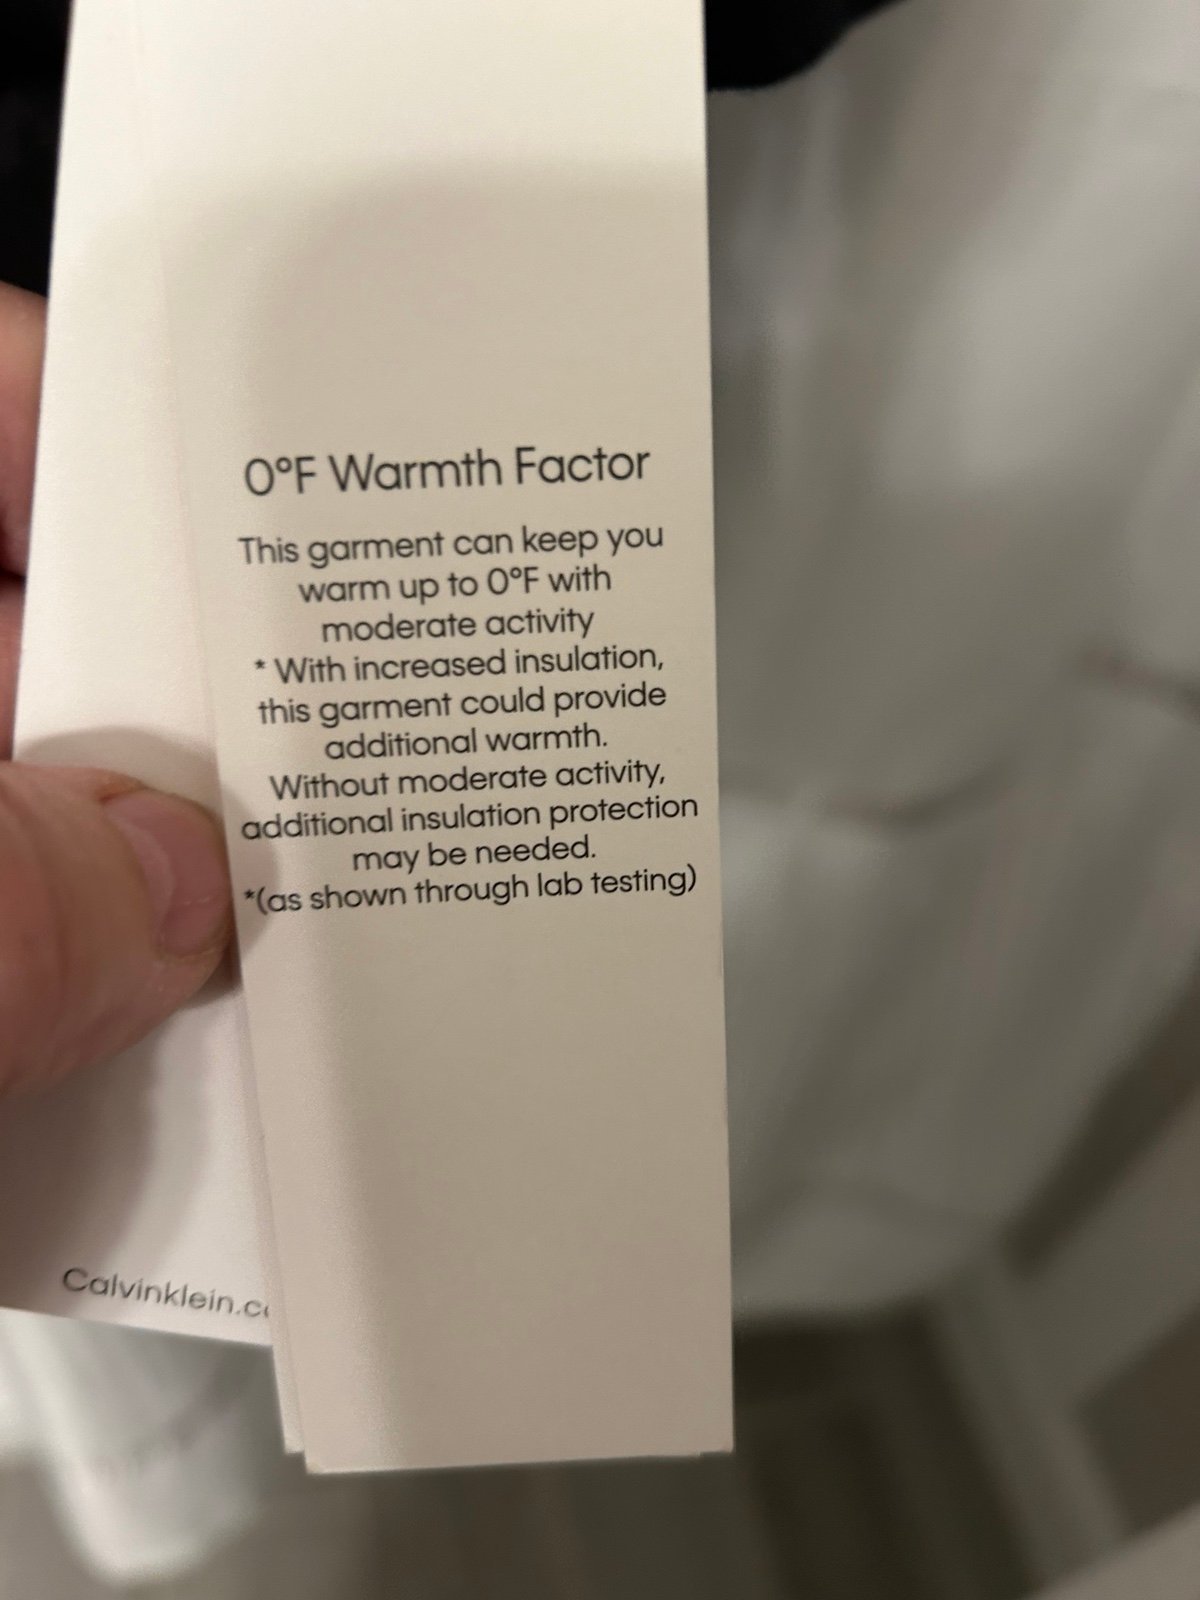 0°F Warmth Factor
This garment can keep you
warm up to 0°F with
moderate activity
* With increased insulation,
this garment could provide
additional warmth.
Without moderate activity,
additional insulation protection
may be needed.
*(as shown through lab testing)
Calvinklein.c